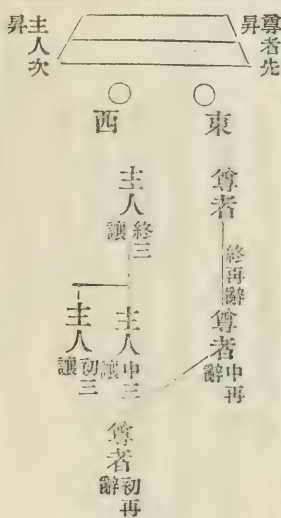 尊者先
昇
主人次
昇
東
西
尊者
終再辭
尊者
中再
辭
主人
終三
讓
主人
中三
讓
主人
初三
讓
尊者
初再
辭